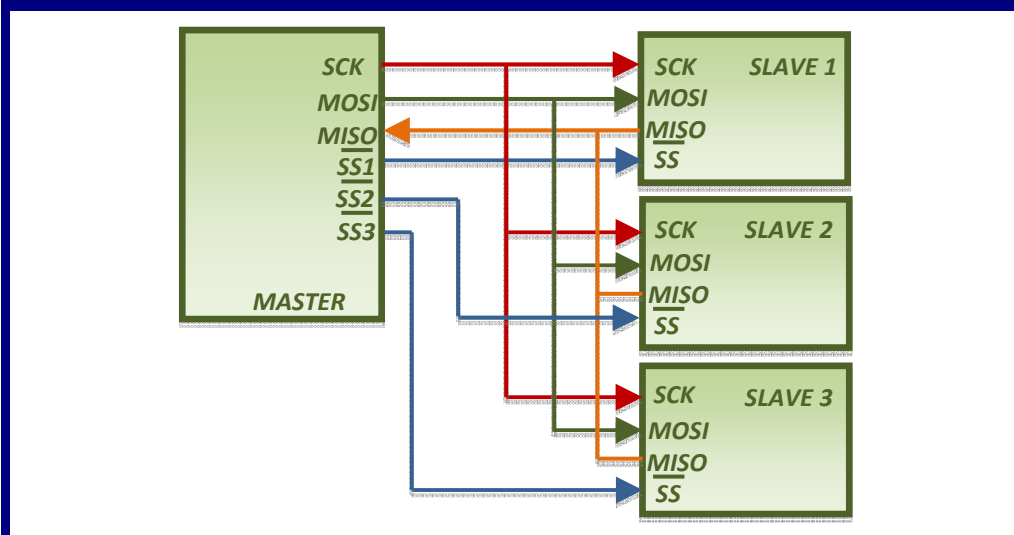 SCK
MOSI
MISO
SS1
SS2
SS3
MASTER
SCK SLAVE 1
MOSI
MISO
SS
SCK SLAVE 2
MOSI
MISO
SS
SCK SLAVE 3
MOSI
MISO
SS